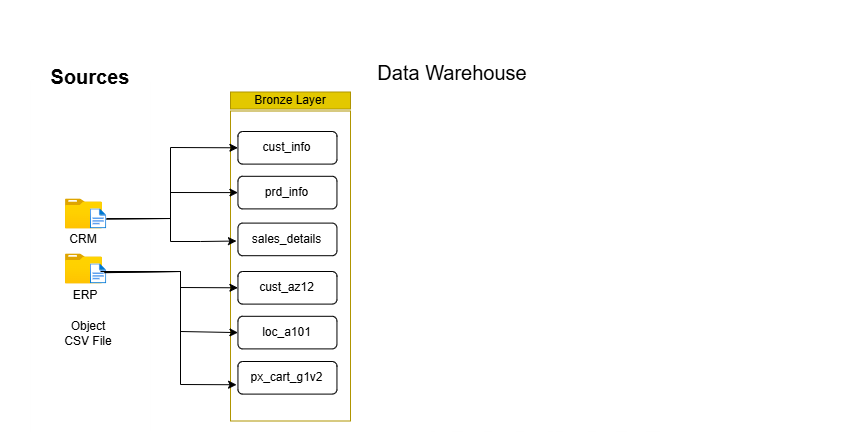 Sources
Data Warehouse
Bronze Layer
cust_info
prd_info
sales_details
cust_az12
loc_a101
px_cart_g1v2
CRM
ERP
Object
CSV File